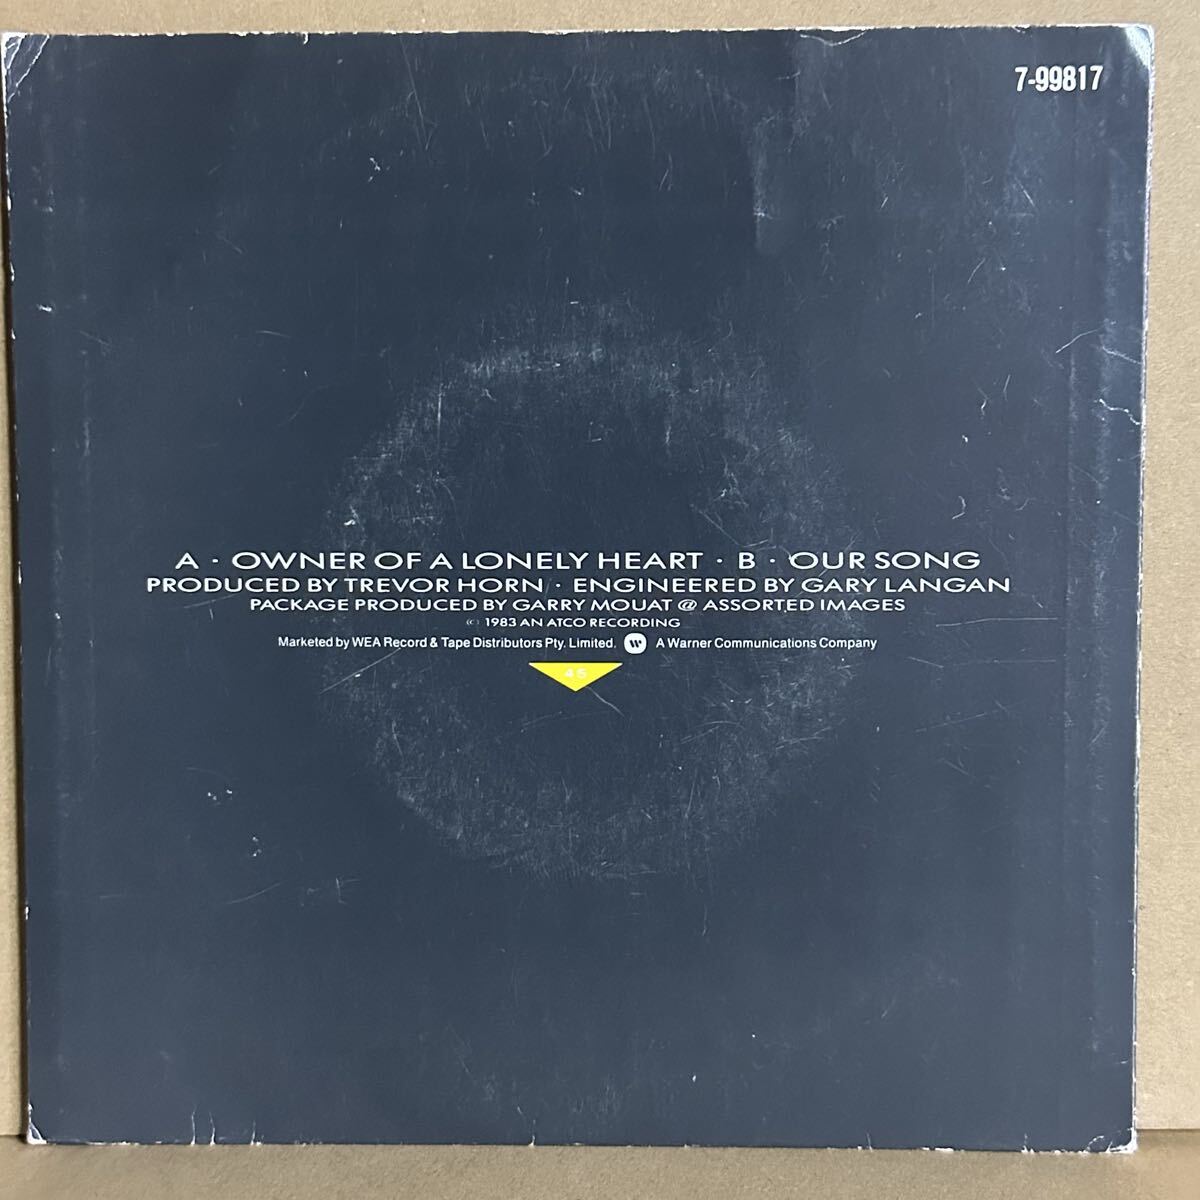 7-99817
A · OWNER OF A LONELY HEART · B · OUR SONG
PRODUCED BY TREVOR HORN · ENGINEERED BY GARY LANGAN
PACKAGE PRODUCED BY GARRY MOUAT @ ASSORTED IMAGES
© 1983 AN ATCO RECORDING
Marketed by WEA Record & Tape Distributors Pty. Limited. W A Warner Communications Company
45